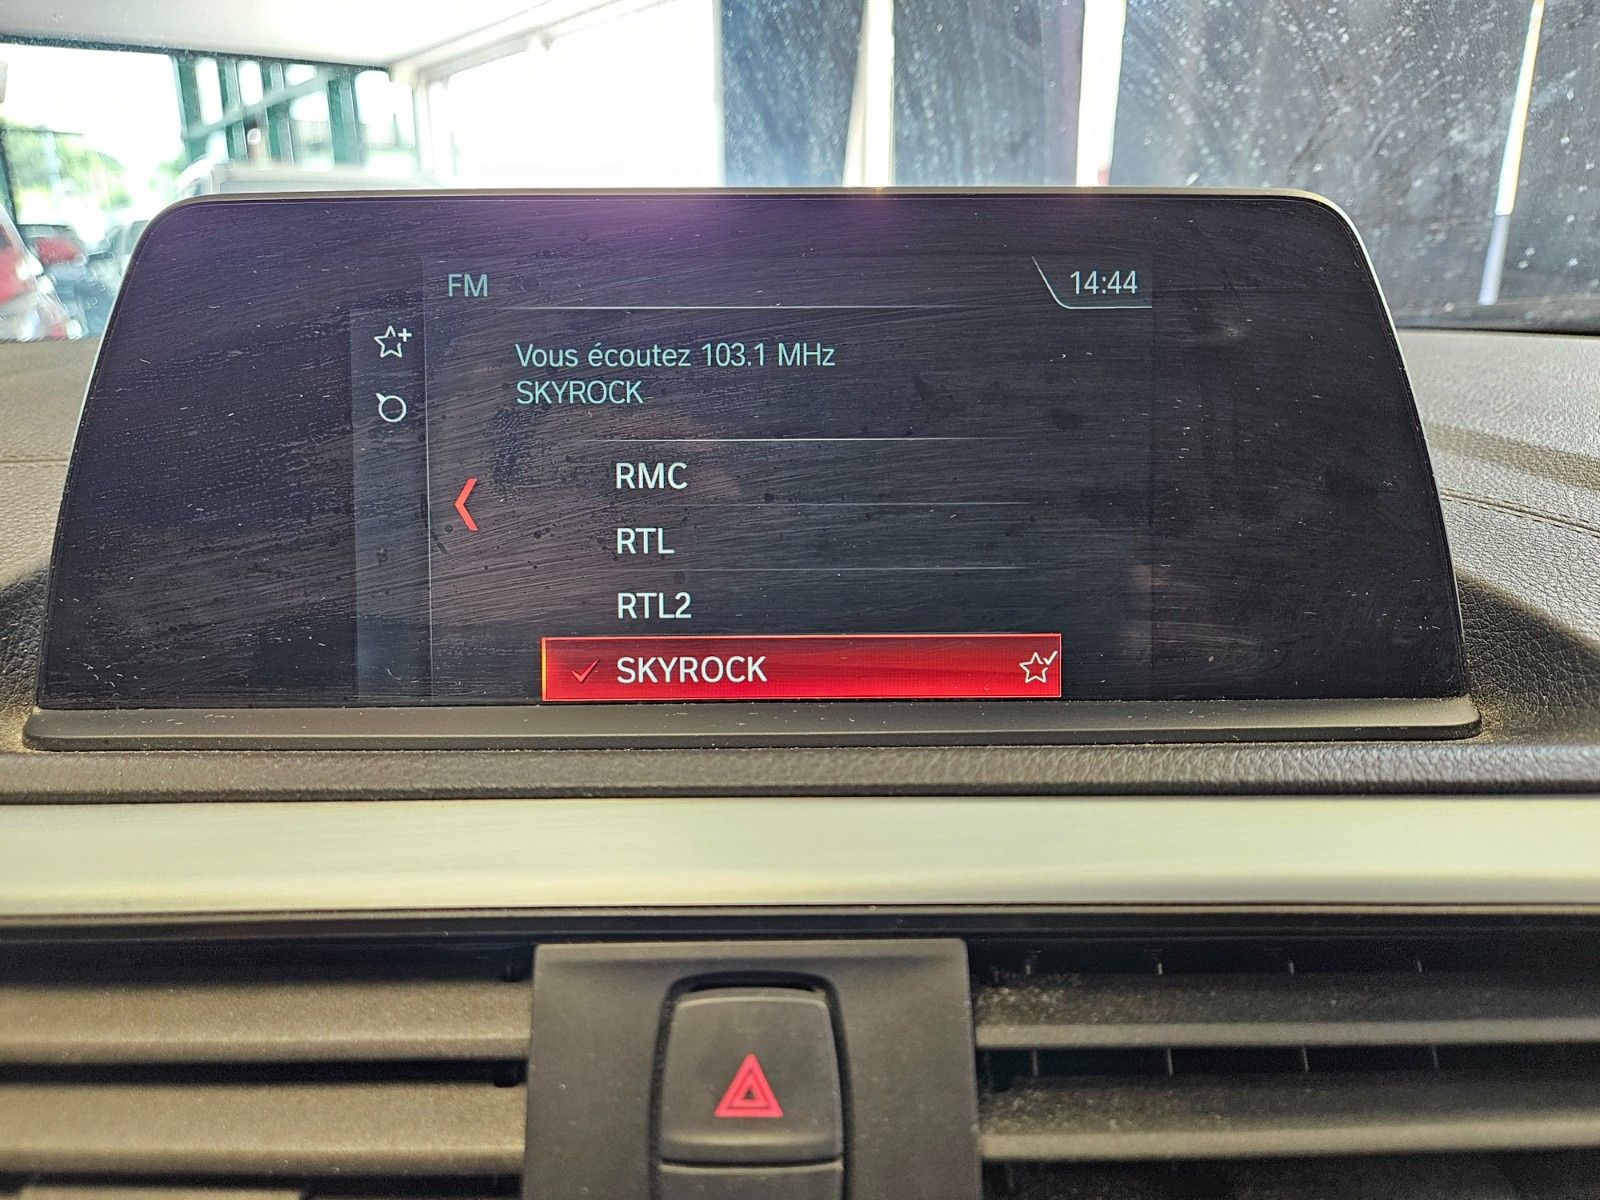 FM
14:44
Vous écoutez 103.1 MHz
SKYROCK
RMC
RTL
RTL2
SKYROCK